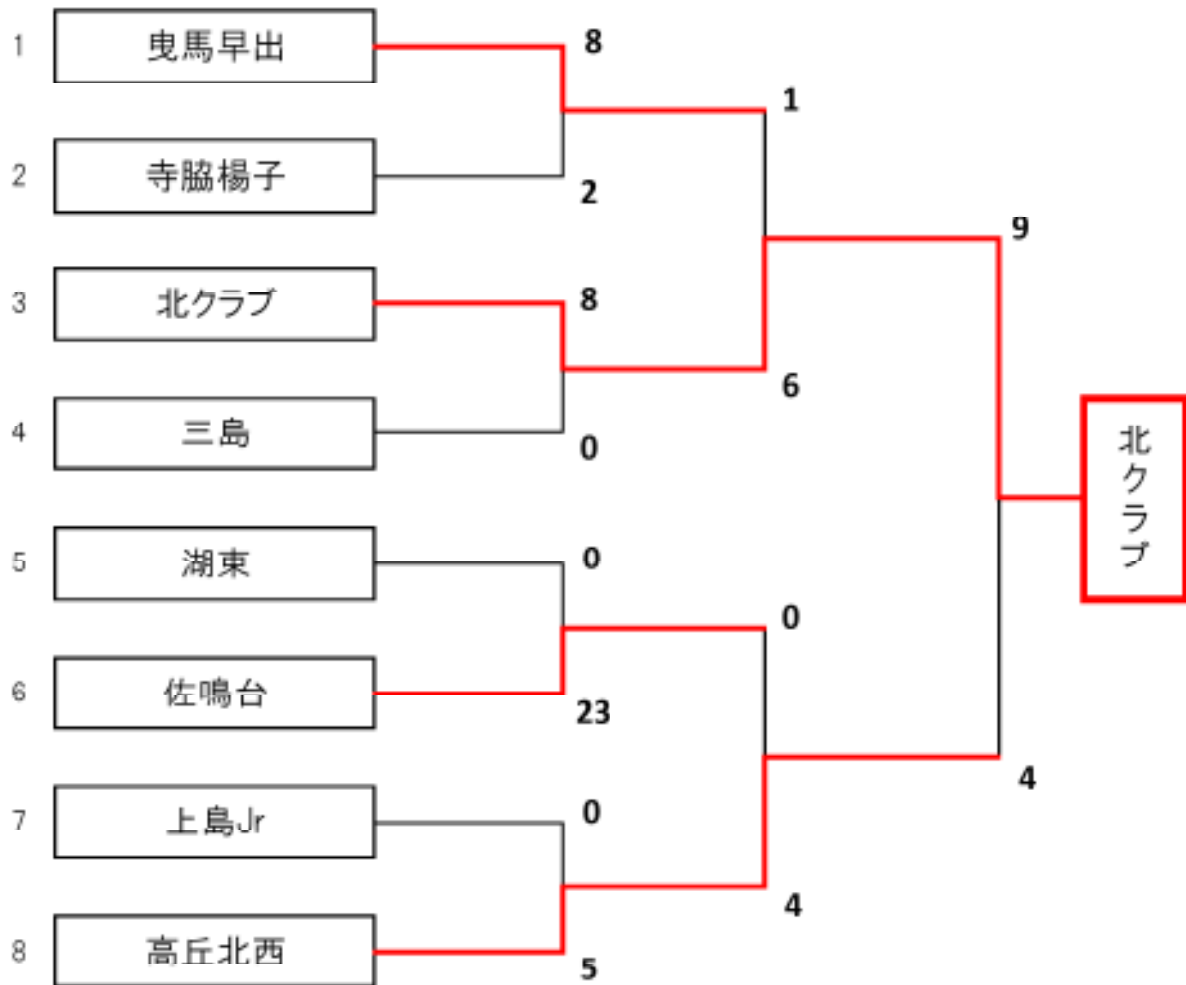 1 曳馬早出 8
1
2 寺脇楊子 2
9
3 北クラブ 8
6
4 三島 0
北クラブ
5 湖東 0
0
6 佐鳴台 23
4
7 上島Jr 0
4
8 高丘北西 5